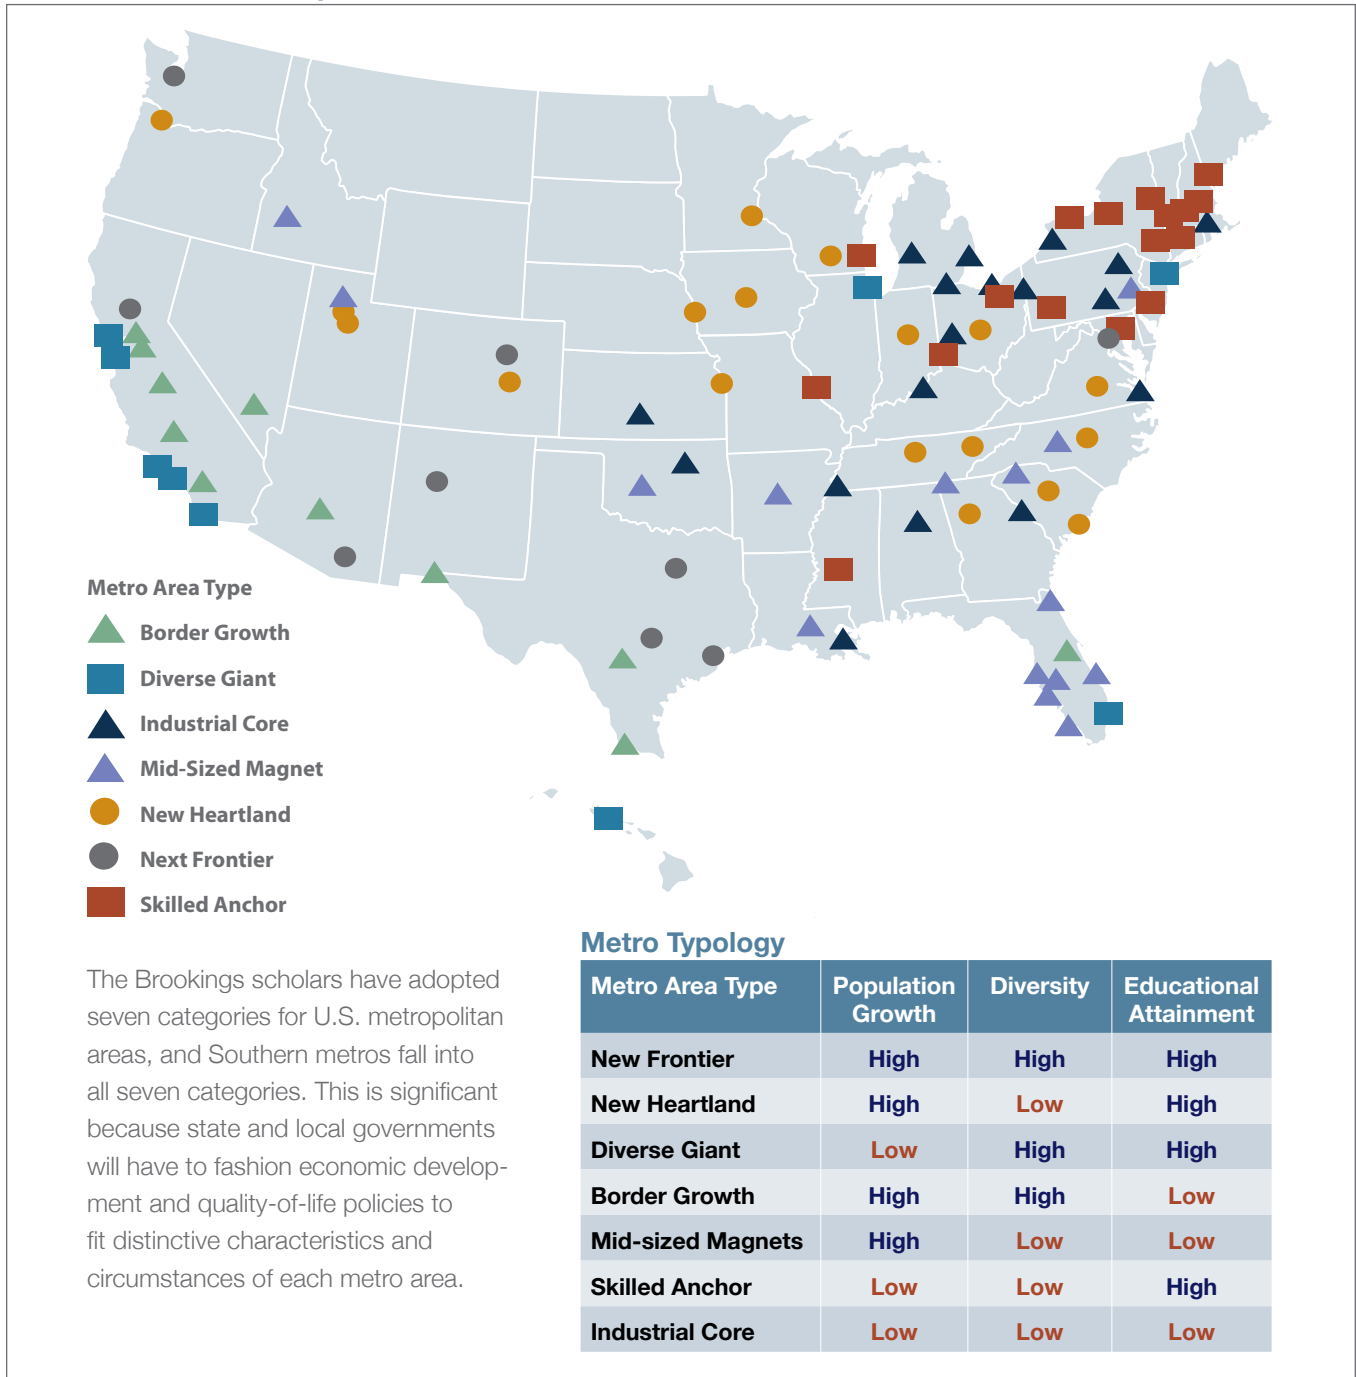 Metro Area Type
Border Growth
Diverse Giant
Industrial Core
Mid-Sized Magnet
New Heartland
Next Frontier
Skilled Anchor
The Brookings scholars have adopted
seven categories for U.S. metropolitan
areas, and Southern metros fall into
all seven categories. This is significant
because state and local governments
will have to fashion economic develop-
ment and quality-of-life policies to
fit distinctive characteristics and
circumstances of each metro area.
Metro Typology
Metro Area Type Population Growth Diversity Educational Attainment
New Frontier High High High
New Heartland High Low High
Diverse Giant Low High High
Border Growth High High Low
Mid-sized Magnets High Low Low
Skilled Anchor Low Low High
Industrial Core Low Low Low